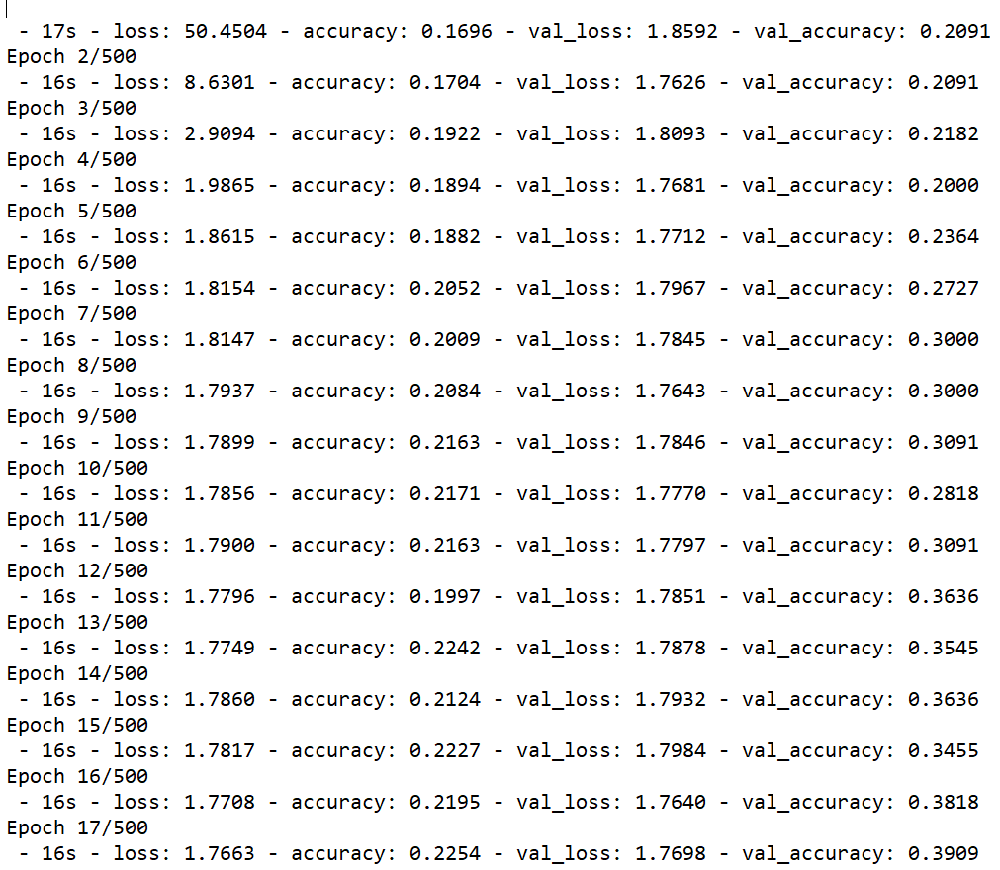 - 17s - loss: 50.4504 - accuracy: 0.1696 - val_loss: 1.8592 - val_accuracy: 0.2091
Epoch 2/500
- 16s - loss: 8.6301 - accuracy: 0.1704 - val_loss: 1.7626 - val_accuracy: 0.2091
Epoch 3/500
- 16s - loss: 2.9094 - accuracy: 0.1922 - val_loss: 1.8093 - val_accuracy: 0.2182
Epoch 4/500
- 16s - loss: 1.9865 - accuracy: 0.1894 - val_loss: 1.7681 - val_accuracy: 0.2000
Epoch 5/500
- 16s - loss: 1.8615 - accuracy: 0.1882 - val_loss: 1.7712 - val_accuracy: 0.2364
Epoch 6/500
- 16s - loss: 1.8154 - accuracy: 0.2052 - val_loss: 1.7967 - val_accuracy: 0.2727
Epoch 7/500
- 16s - loss: 1.8147 - accuracy: 0.2009 - val_loss: 1.7845 - val_accuracy: 0.3000
Epoch 8/500
- 16s - loss: 1.7937 - accuracy: 0.2084 - val_loss: 1.7643 - val_accuracy: 0.3000
Epoch 9/500
- 16s - loss: 1.7899 - accuracy: 0.2163 - val_loss: 1.7846 - val_accuracy: 0.3091
Epoch 10/500
- 16s - loss: 1.7856 - accuracy: 0.2171 - val_loss: 1.7770 - val_accuracy: 0.2818
Epoch 11/500
- 16s - loss: 1.7900 - accuracy: 0.2163 - val_loss: 1.7797 - val_accuracy: 0.3091
Epoch 12/500
- 16s - loss: 1.7796 - accuracy: 0.1997 - val_loss: 1.7851 - val_accuracy: 0.3636
Epoch 13/500
- 16s - loss: 1.7749 - accuracy: 0.2242 - val_loss: 1.7878 - val_accuracy: 0.3545
Epoch 14/500
- 16s - loss: 1.7860 - accuracy: 0.2124 - val_loss: 1.7932 - val_accuracy: 0.3636
Epoch 15/500
- 16s - loss: 1.7817 - accuracy: 0.2227 - val_loss: 1.7984 - val_accuracy: 0.3455
Epoch 16/500
- 16s - loss: 1.7708 - accuracy: 0.2195 - val_loss: 1.7640 - val_accuracy: 0.3818
Epoch 17/500
- 16s - loss: 1.7663 - accuracy: 0.2254 - val_loss: 1.7698 - val_accuracy: 0.3909